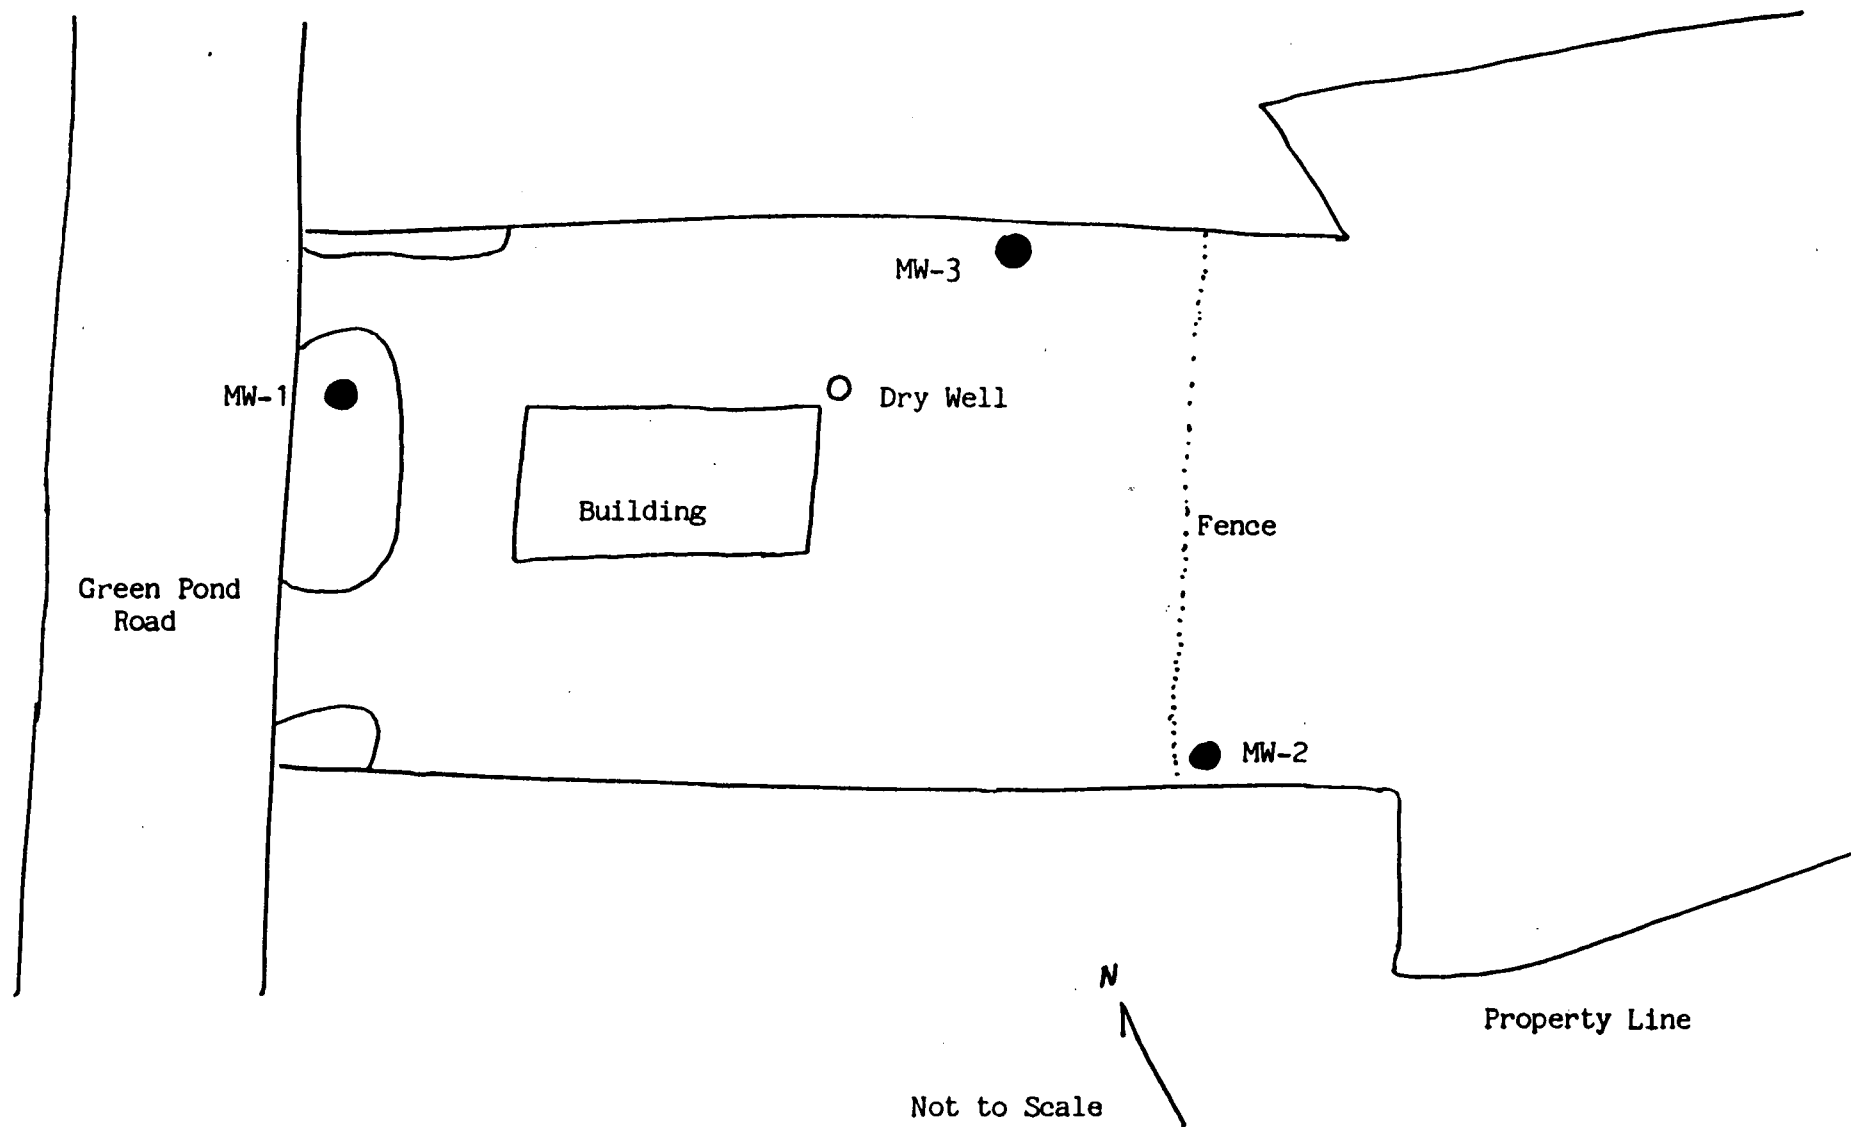 MW-3
MW-1
Dry Well
Building
Fence
Green Pond
Road
MW-2
N
Property Line
Not to Scale